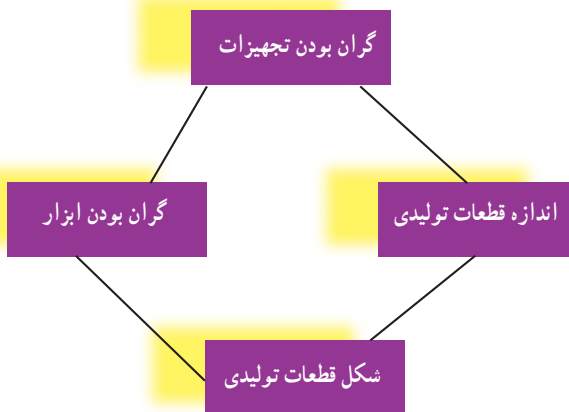 گران بودن تجهیزات
اندازه قطعات تولیدی
گران بودن ابزار
شکل قطعات تولیدی